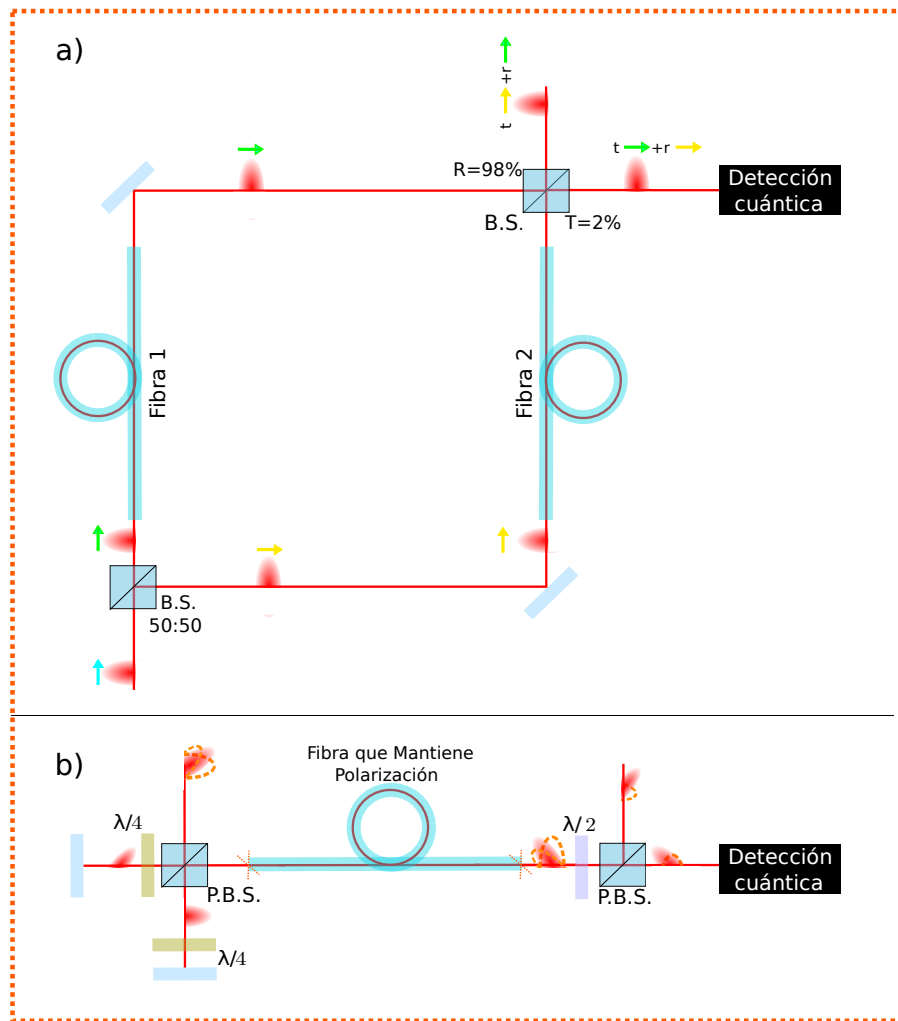 a)
t → +r →
t → +r →
R=98%
B.S.
T=2%
Detección
cuántica
Fibra 1
Fibra 2
B.S.
50:50
b)
Fibra que Mantiene
Polarización
λ/4
λ/2
P.B.S.
P.B.S.
Detección
cuántica
λ/4